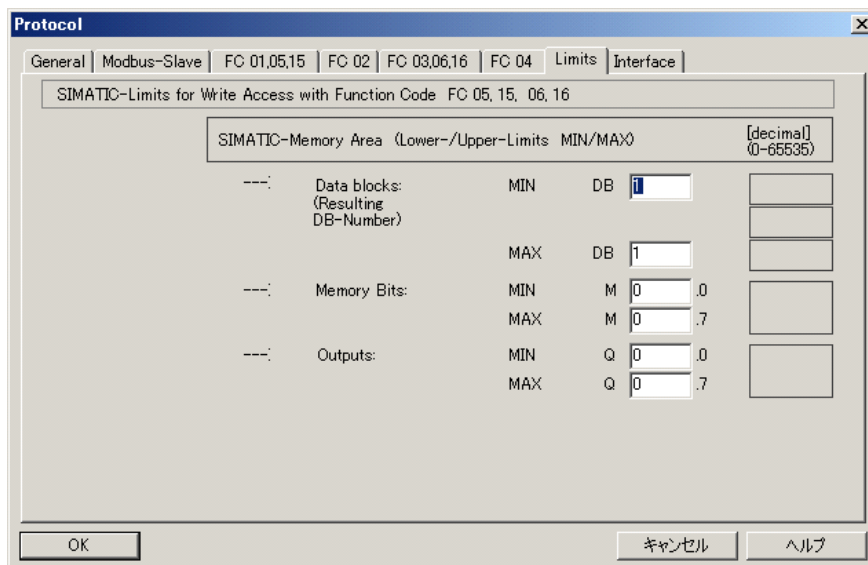 Protocol
General Modbus-Slave FC 01,05,15 FC 02 FC 03,06,16 FC 04 Limits Interface
SIMATIC-Limits for Write Access with Function Code FC 05, 15, 06, 16
SIMATIC-Memory Area (Lower-/Upper-Limits MIN/MAX) [decimal]
(0-65535)
---: Data blocks: MIN DB 1
(Resulting
DB-Number)
MAX DB 1
---: Memory Bits: MIN M 0 .0
MAX M 0 .7
---: Outputs: MIN Q 0 .0
MAX Q 0 .7
OK キャンセル ヘルプ